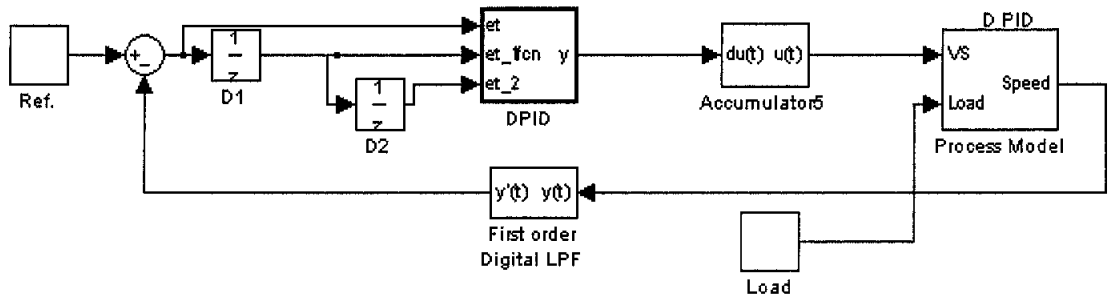 D PID
et
et_1fcn y
et_2
DPID
du(t) u(t)
Accumulator5
VS
Speed
Load
Process Model
Ref.
+
−
1
z
D1
1
z
D2
y'(t) y(t)
First order
Digital LPF
Load